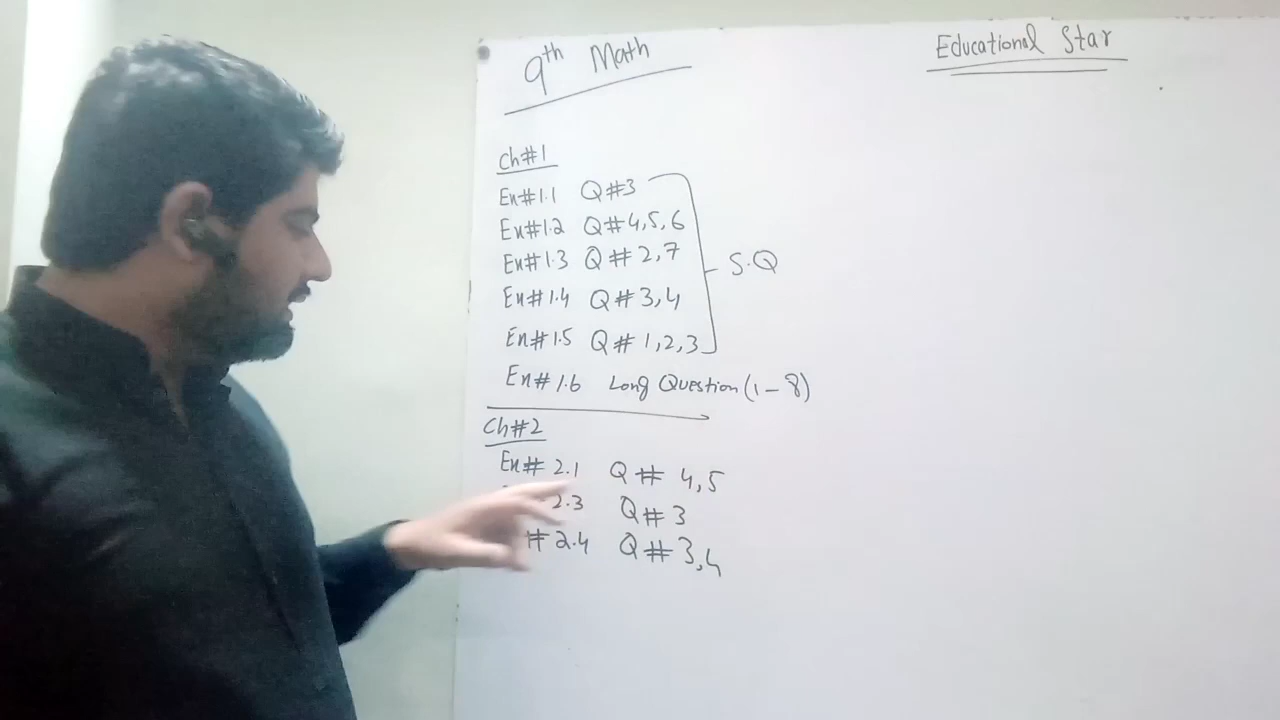 9th Math
Educational Star
Ch#1
Ex#1.1 Q#3
Ex#1.2 Q#4,5,6
Ex#1.3 Q#2,7
Ex#1.4 Q#3,4
Ex#1.5 Q#1,2,3
S.Q
Ex#1.6 Long Question (1-8)
Ch#2
Ex#2.1 Q#4,5
2.3 Q#3
#2.4 Q#3,4